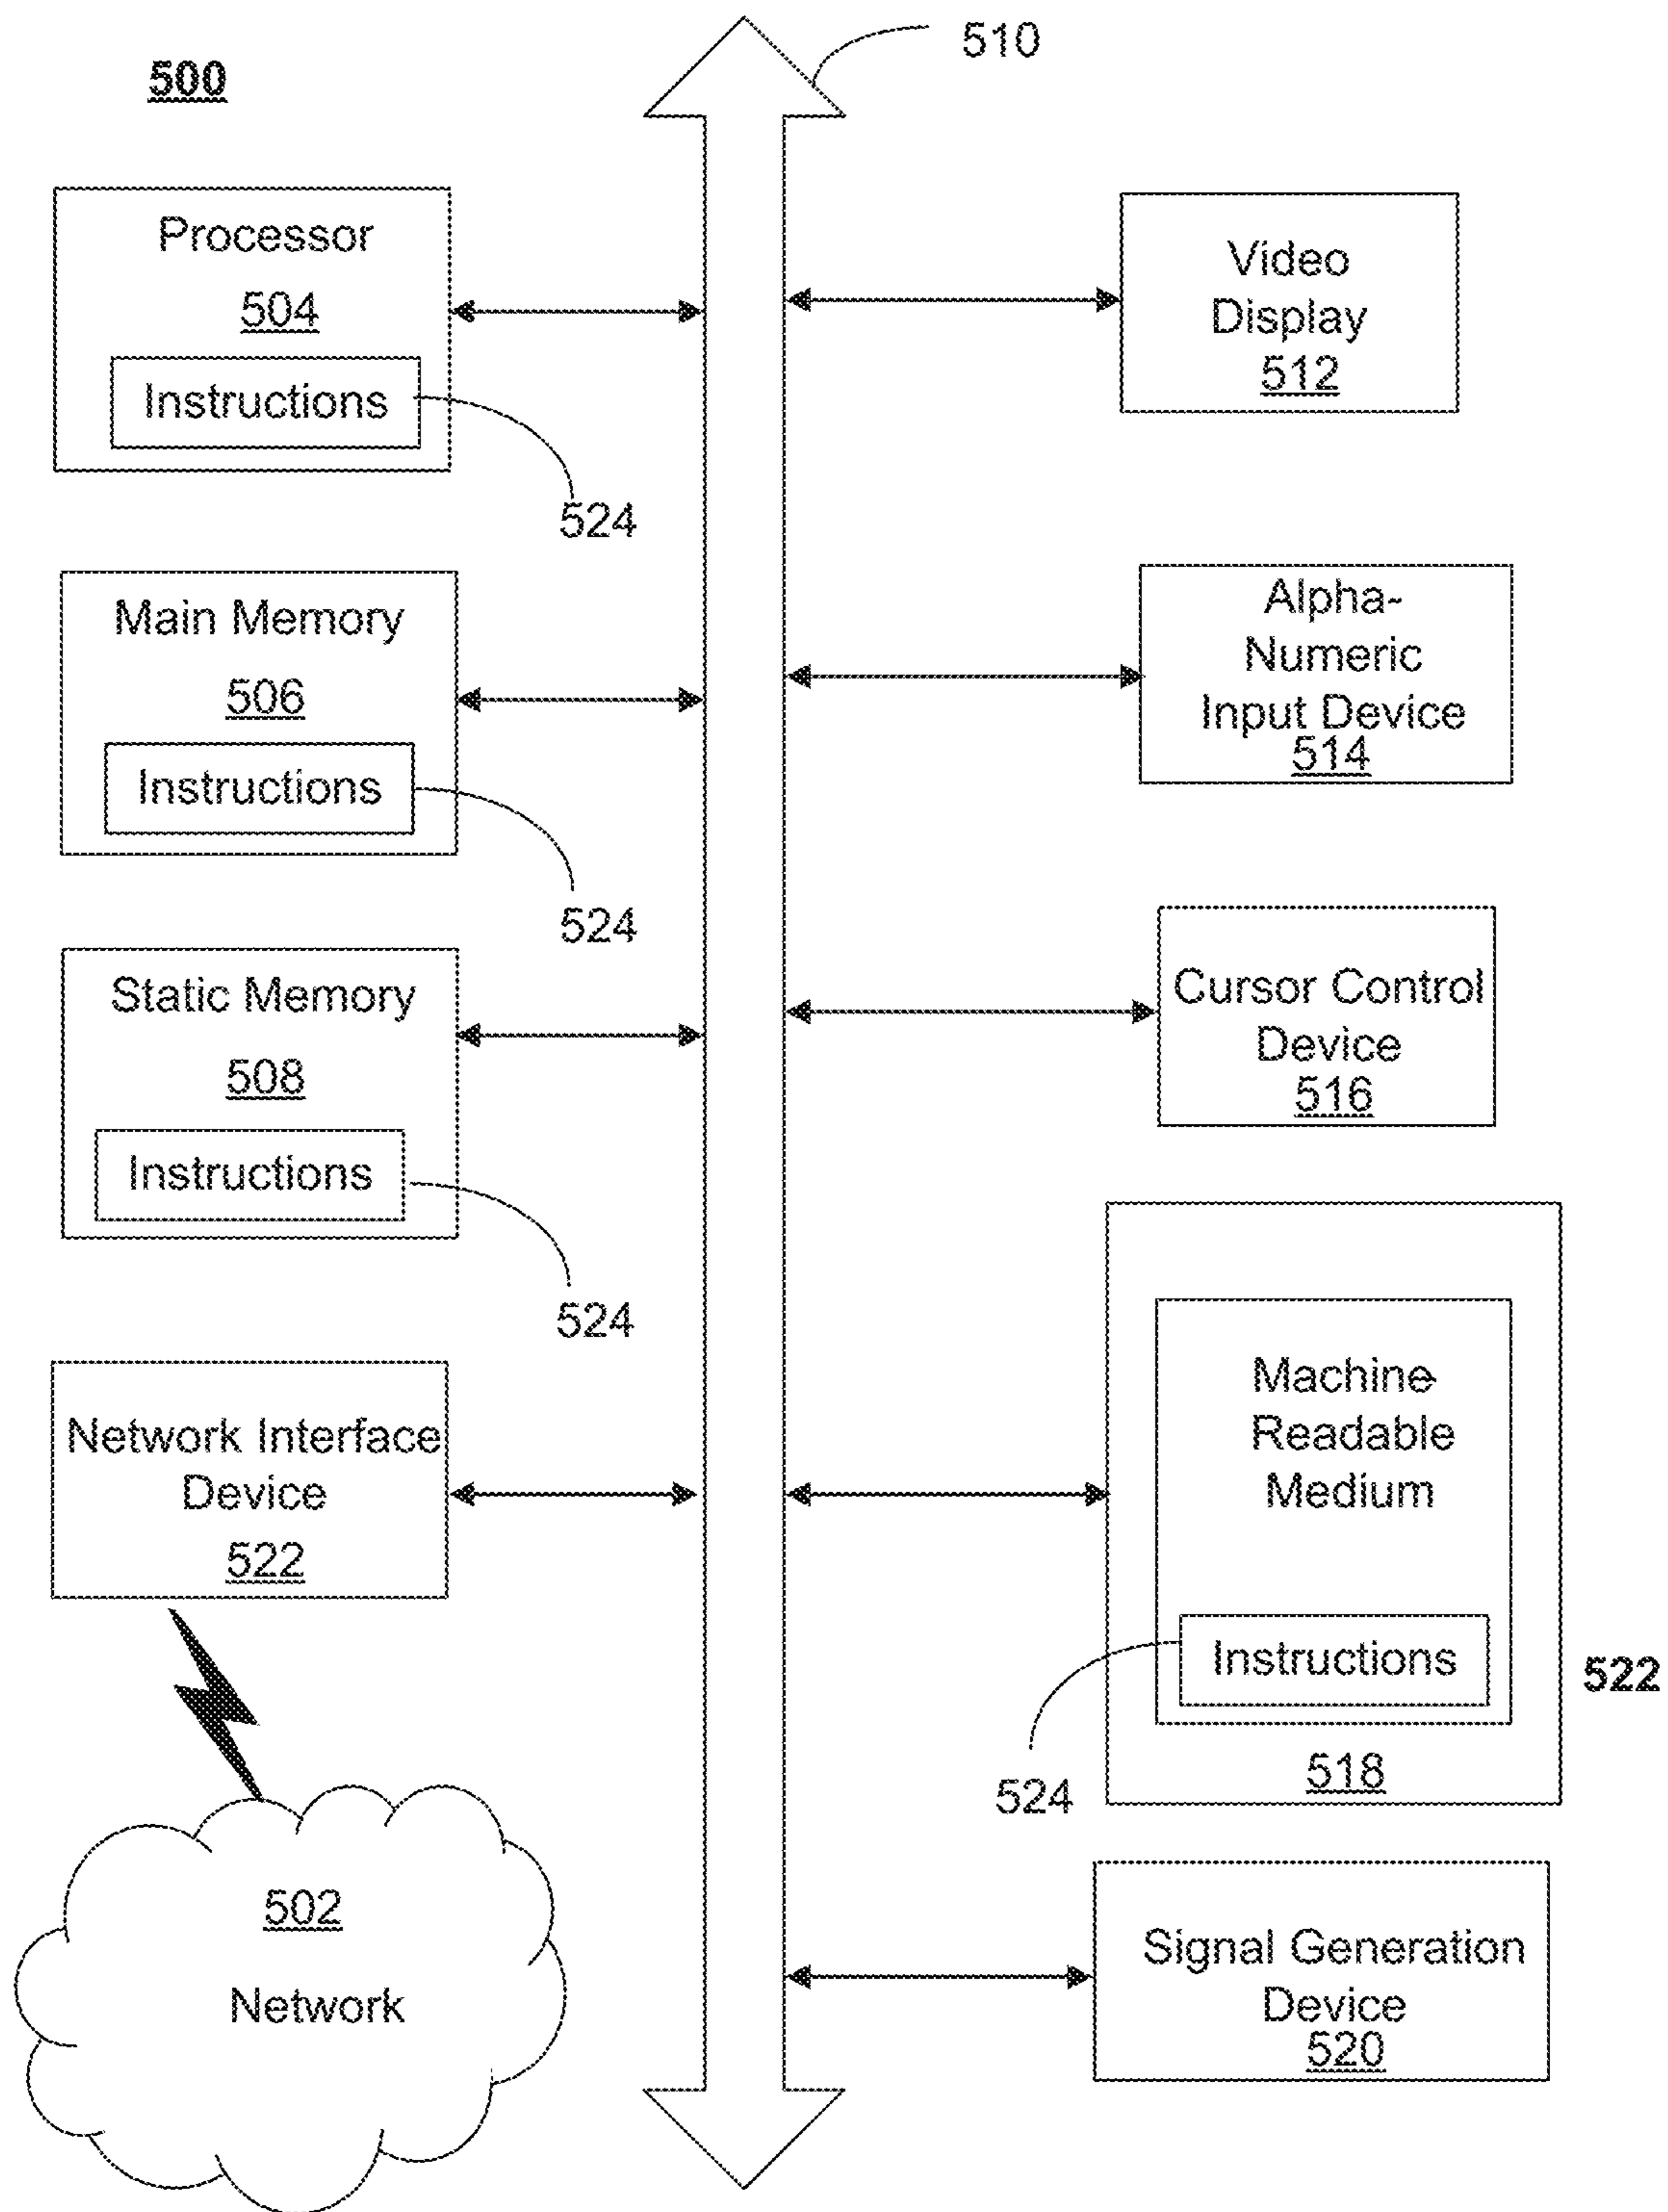 500
510
Processor
504
Instructions
524
Main Memory
506
Instructions
524
Static Memory
508
Instructions
524
Network Interface
Device
522
502
Network
Video
Display
512
Alpha-
Numeric
Input Device
514
Cursor Control
Device
516
Machine-
Readable
Medium
Instructions
522
518
524
Signal Generation
Device
520